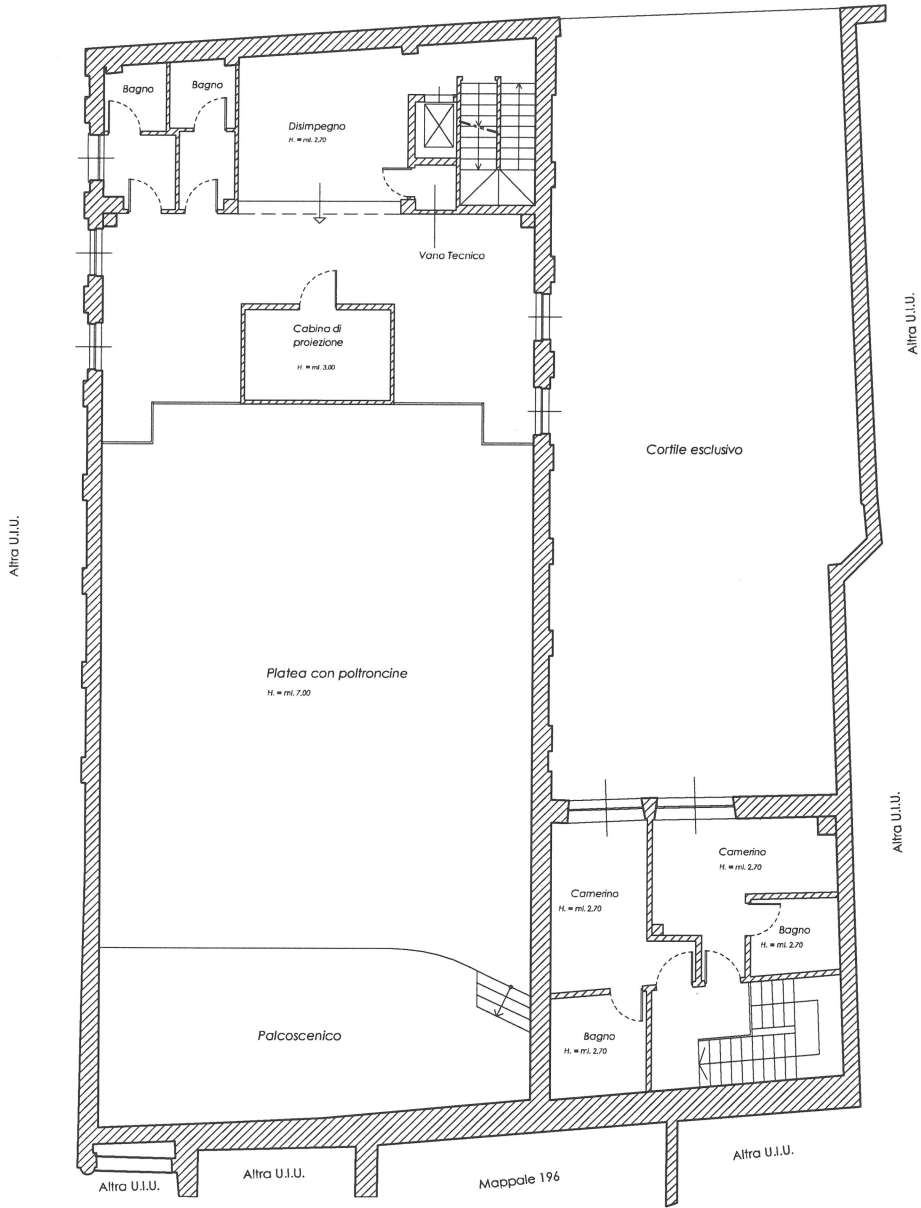 Bagno
Bagno
Disimpegno
H. = ml. 2,70
Vano Tecnico
Cabina di
proiezione
H. = ml. 3,00
Altra U.I.U.
Cortile esclusivo
Altra U.I.U.
Platea con poltroncine
H. = ml. 7,00
Altra U.I.U.
Camerino
H. = ml. 2,70
Camerino
H. = ml. 2,70
Bagno
H. = ml. 2,70
Palcoscenico
Bagno
H. = ml. 2,70
Altra U.I.U.
Altra U.I.U.
Mappale 196
Altra U.I.U.